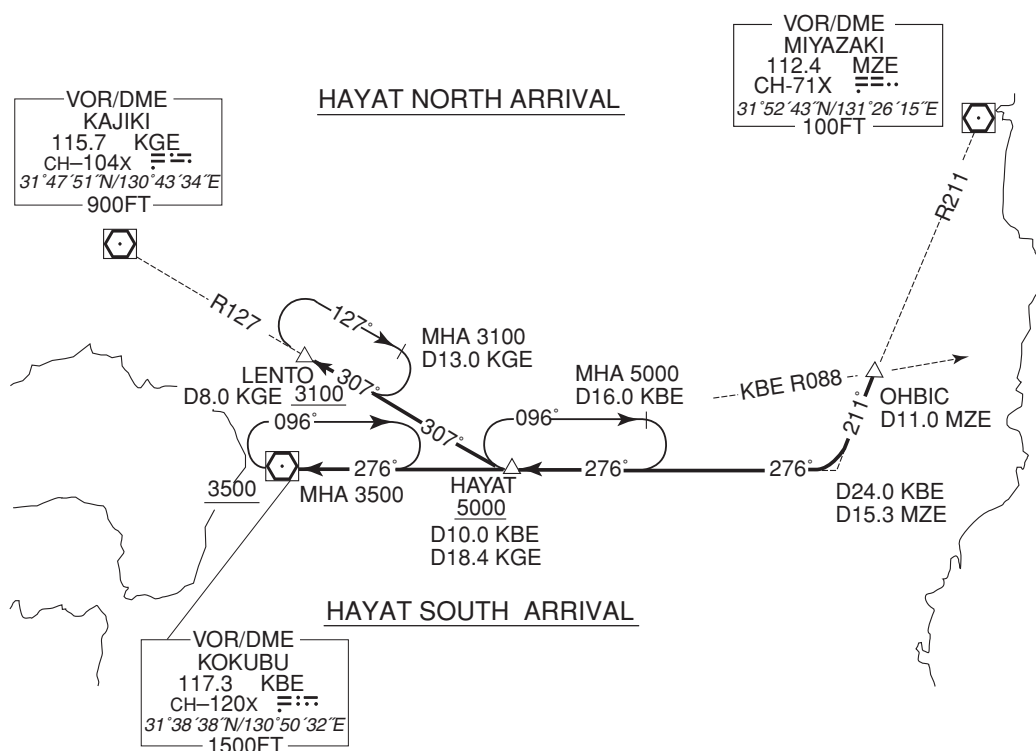 VOR/DME
MIYAZAKI
112.4 MZE
CH-71X
31°52´43˝N/131°26´15˝E
100FT
HAYAT NORTH ARRIVAL
VOR/DME
KAJIKI
115.7 KGE
CH–104X
31°47´51˝N/130°43´34˝E
900FT
R211
R127
127°
MHA 3100
D13.0 KGE
LENTO
D8.0 KGE 3100
307°
307°
MHA 5000
D16.0 KBE
KBE R088
OHBIC
D11.0 MZE
211°
096°
096°
276°
276°
276°
3500
MHA 3500
HAYAT
5000
D10.0 KBE
D18.4 KGE
D24.0 KBE
D15.3 MZE
HAYAT SOUTH ARRIVAL
VOR/DME
KOKUBU
117.3 KBE
CH–120X
31°38´38˝N/130°50´32˝E
1500FT